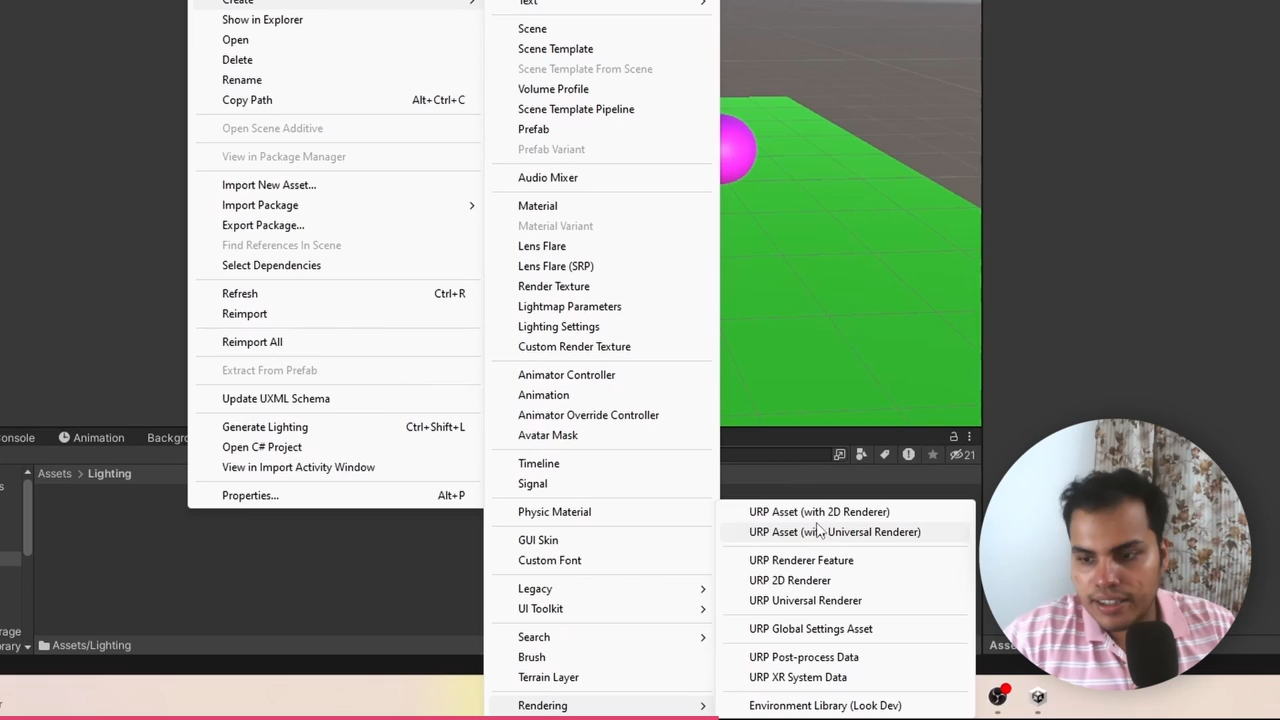 Create
Show in Explorer
Open
Delete
Rename
Copy Path Alt+Ctrl+C
Open Scene Additive
View in Package Manager
Import New Asset...
Import Package
Export Package...
Find References In Scene
Select Dependencies
Refresh Ctrl+R
Reimport
Reimport All
Extract From Prefab
Update UXML Schema
Generate Lighting Ctrl+Shift+L
Open C# Project
View in Import Activity Window
Properties... Alt+P
Text
Scene
Scene Template
Scene Template From Scene
Volume Profile
Scene Template Pipeline
Prefab
Prefab Variant
Audio Mixer
Material
Material Variant
Lens Flare
Lens Flare (SRP)
Render Texture
Lightmap Parameters
Lighting Settings
Custom Render Texture
Animator Controller
Animation
Animator Override Controller
Avatar Mask
Timeline
Signal
Physic Material
GUI Skin
Custom Font
Legacy
UI Toolkit
Search
Brush
Terrain Layer
Rendering
URP Asset (with 2D Renderer)
URP Asset (with Universal Renderer)
URP Renderer Feature
URP 2D Renderer
URP Universal Renderer
URP Global Settings Asset
URP Post-process Data
URP XR System Data
Environment Library (Look Dev)
onsole Animation Backgr
21
Assets > Lighting
Assets/Lighting
rage
brary
Asse